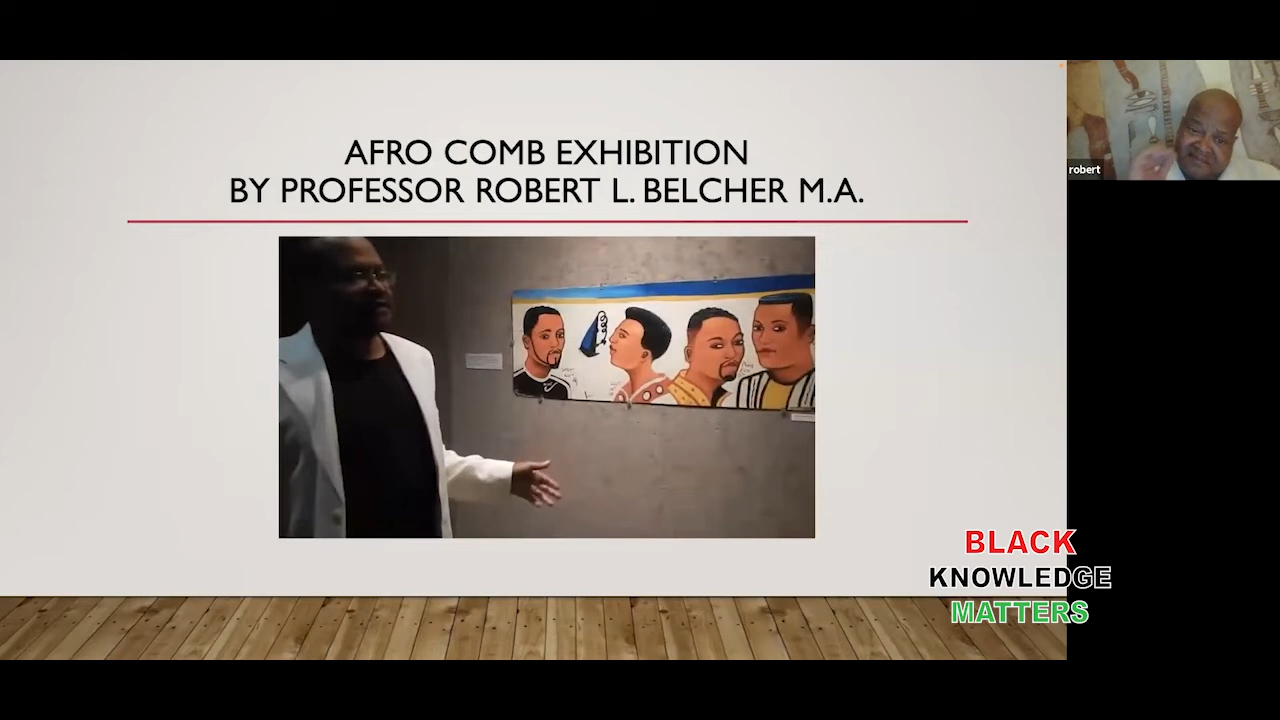 AFRO COMB EXHIBITION
BY PROFESSOR ROBERT L. BELCHER M.A.
robert
BLACK
KNOWLEDGE
MATTERS